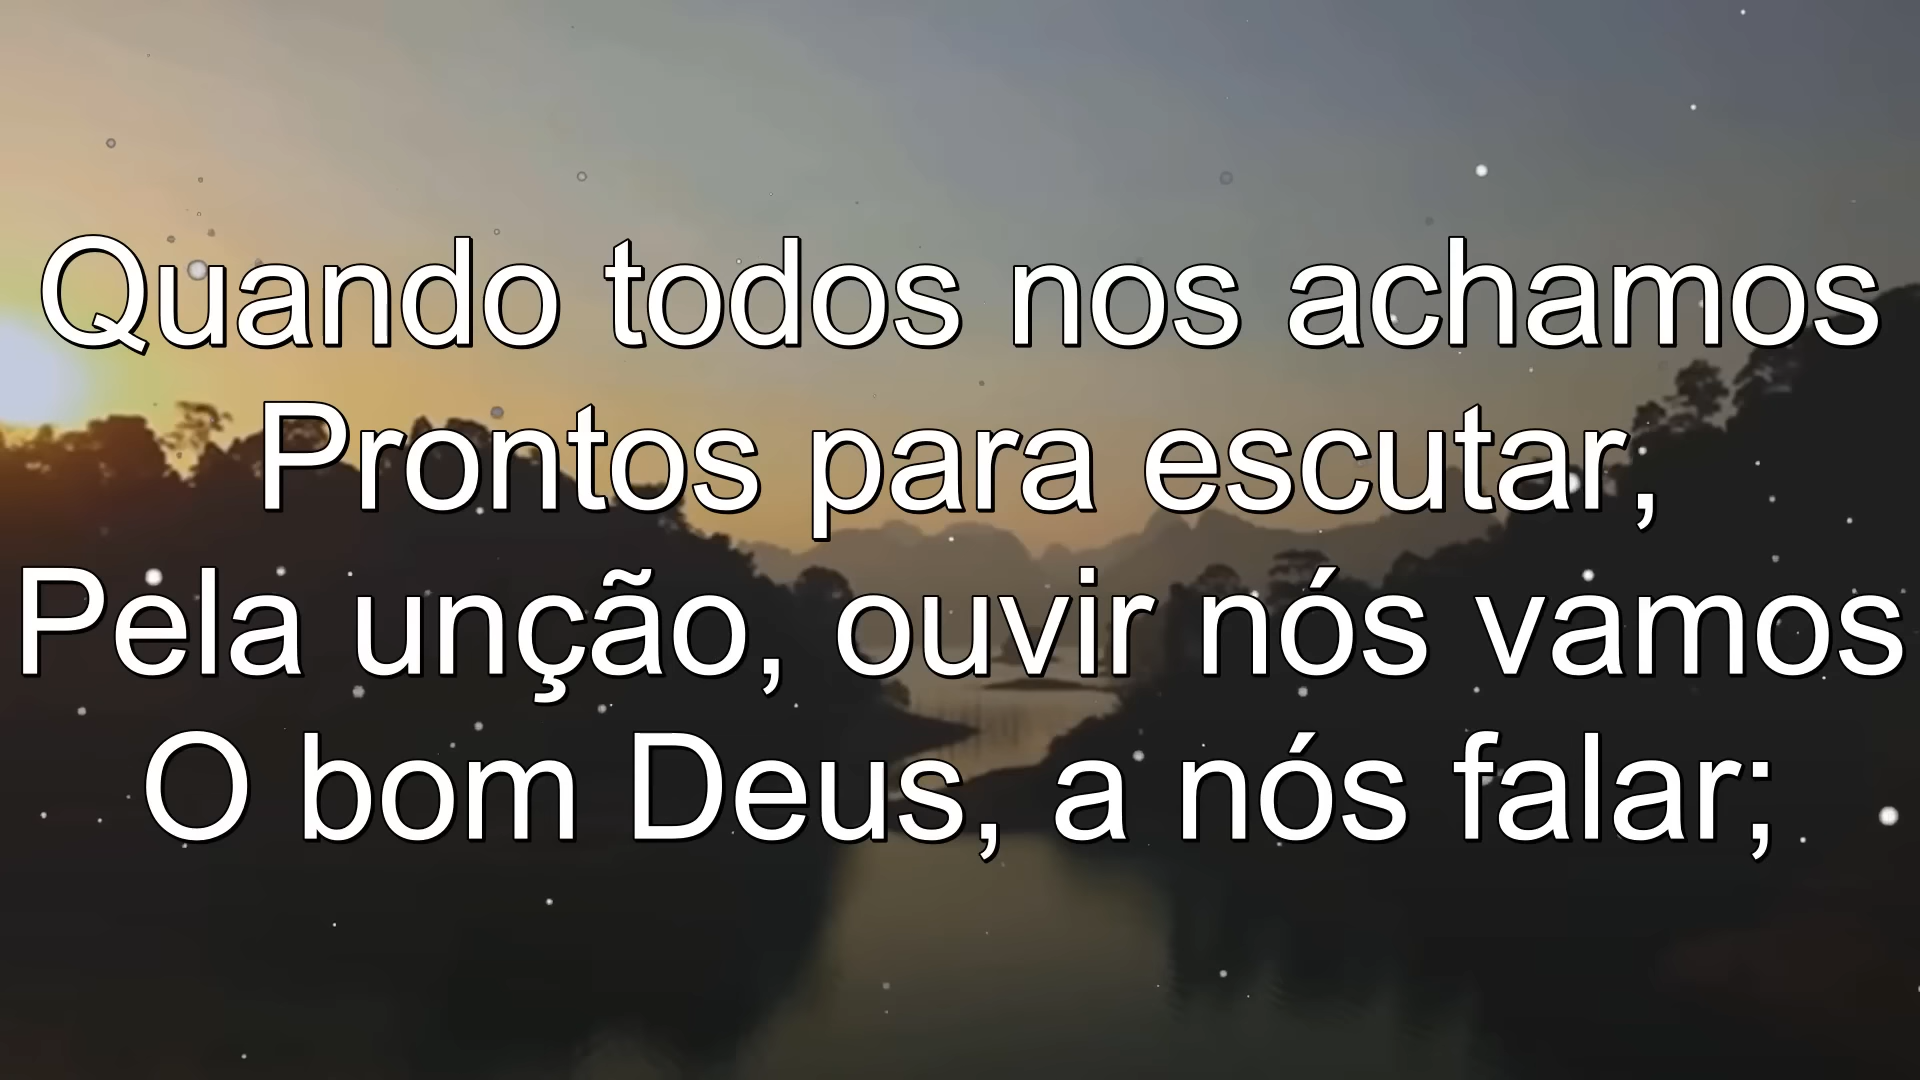 Quando todos nos achamos
Prontos para escutar,
Pela unção, ouvir nós vamos
O bom Deus, a nós falar;